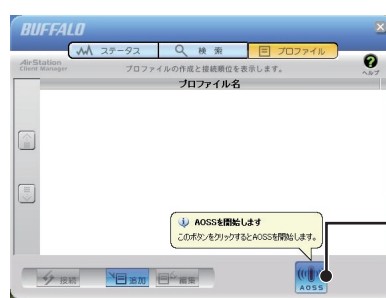 BUFFALO
ステータス 検 索 プロファイル
AirStation
Client Manager
プロファイルの作成と接続順位を表示します。
ヘルプ
プロファイル名
AOSSを開始します
このボタンをクリックするとAOSSを開始します。
接続 追加 編集
AOSS